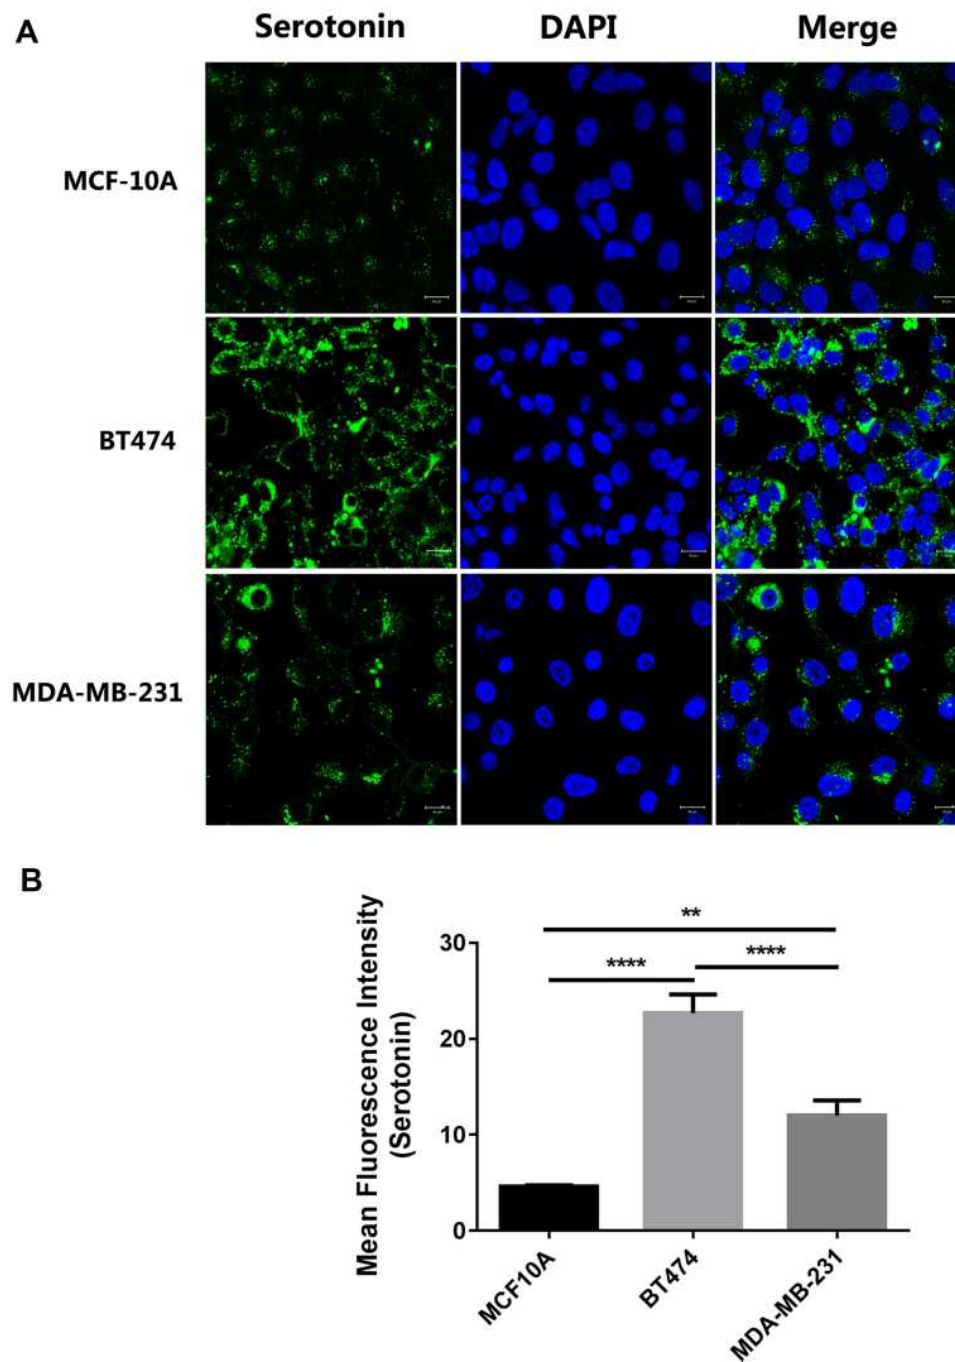 A
Serotonin DAPI Merge
MCF-10A
BT474
MDA-MB-231
B
Mean Fluorescence Intensity
(Serotonin)
**
****
****
30
20
10
0
MCF10A
BT474
MDA-MB-231